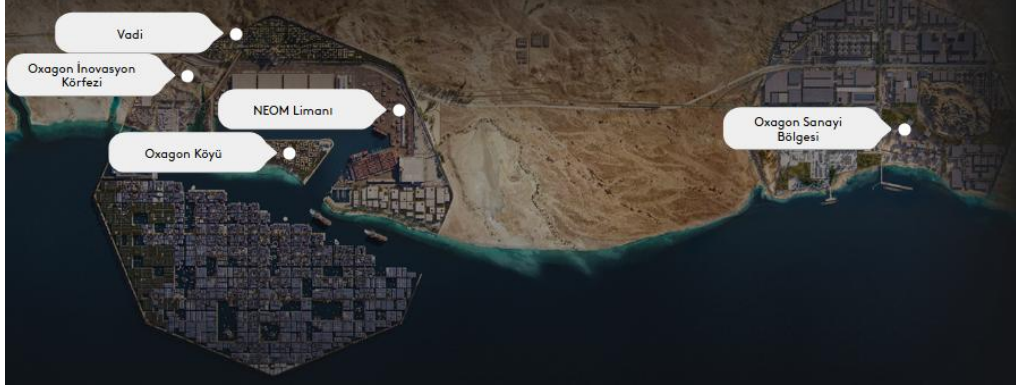 Vadi
Oxagon İnovasyon
Körfezi
NEOM Limanı
Oxagon Köyü
Oxagon Sanayi
Bölgesi